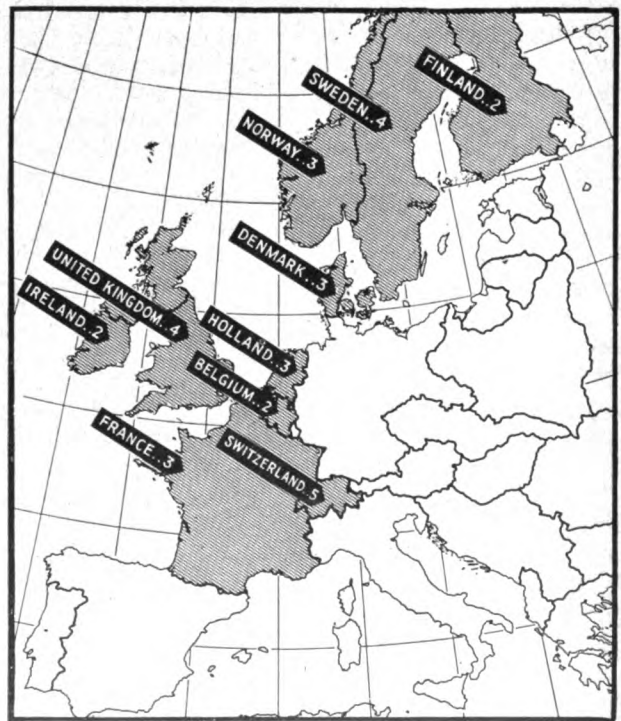 FINLAND..2
SWEDEN..4
NORWAY..3
DENMARK..3
UNITED KINGDOM..4
IRELAND..2
HOLLAND..3
BELGIUM..2
FRANCE..3
SWITZERLAND.5